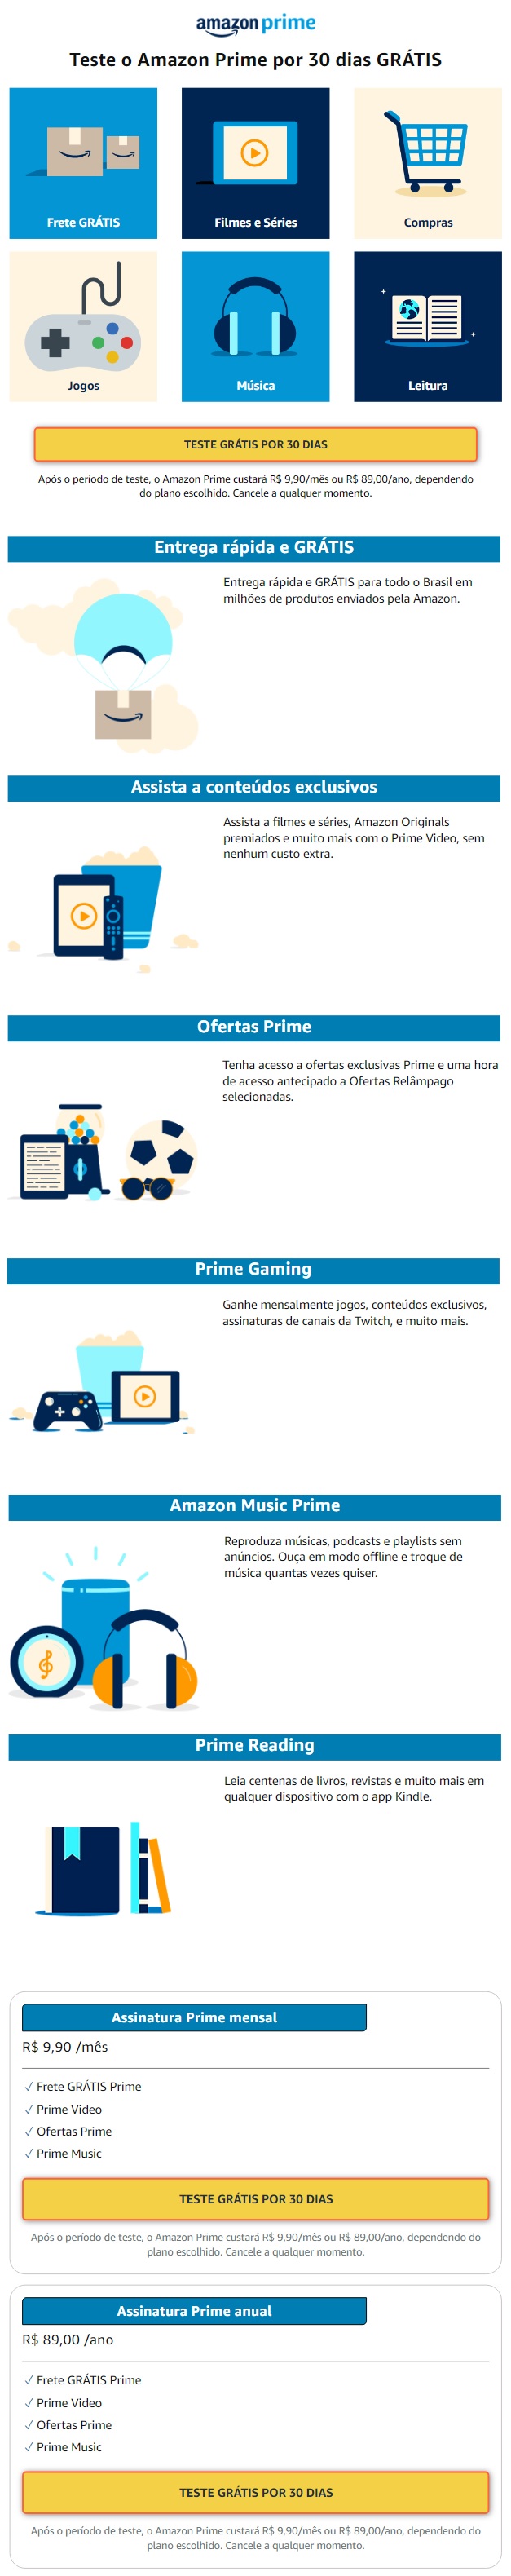 amazon prime
Teste o Amazon Prime por 30 dias GRÁTIS
Frete GRÁTIS
Filmes e Séries
Compras
Jogos
Música
Leitura
TESTE GRÁTIS POR 30 DIAS
Após o período de teste, o Amazon Prime custará R$ 9,90/mês ou R$ 89,00/ano, dependendo
do plano escolhido. Cancele a qualquer momento.
Entrega rápida e GRÁTIS
Entrega rápida e GRÁTIS para todo o Brasil em
milhões de produtos enviados pela Amazon.
Assista a conteúdos exclusivos
Assista a filmes e séries, Amazon Originals
premiados e muito mais com o Prime Video, sem
nenhum custo extra.
Ofertas Prime
Tenha acesso a ofertas exclusivas Prime e uma hora
de acesso antecipado a Ofertas Relâmpago
selecionadas.
Prime Gaming
Ganhe mensalmente jogos, conteúdos exclusivos,
assinaturas de canais da Twitch, e muito mais.
Amazon Music Prime
Reproduza músicas, podcasts e playlists sem
anúncios. Ouça em modo offline e troque de
música quantas vezes quiser.
Prime Reading
Leia centenas de livros, revistas e muito mais em
qualquer dispositivo com o app Kindle.
Assinatura Prime mensal
R$ 9,90 /mês
✓ Frete GRÁTIS Prime
✓ Prime Video
✓ Ofertas Prime
✓ Prime Music
TESTE GRÁTIS POR 30 DIAS
Após o período de teste, o Amazon Prime custará R$ 9,90/mês ou R$ 89,00/ano, dependendo do
plano escolhido. Cancele a qualquer momento.
Assinatura Prime anual
R$ 89,00 /ano
✓ Frete GRÁTIS Prime
✓ Prime Video
✓ Ofertas Prime
✓ Prime Music
TESTE GRÁTIS POR 30 DIAS
Após o período de teste, o Amazon Prime custará R$ 9,90/mês ou R$ 89,00/ano, dependendo do
plano escolhido. Cancele a qualquer momento.